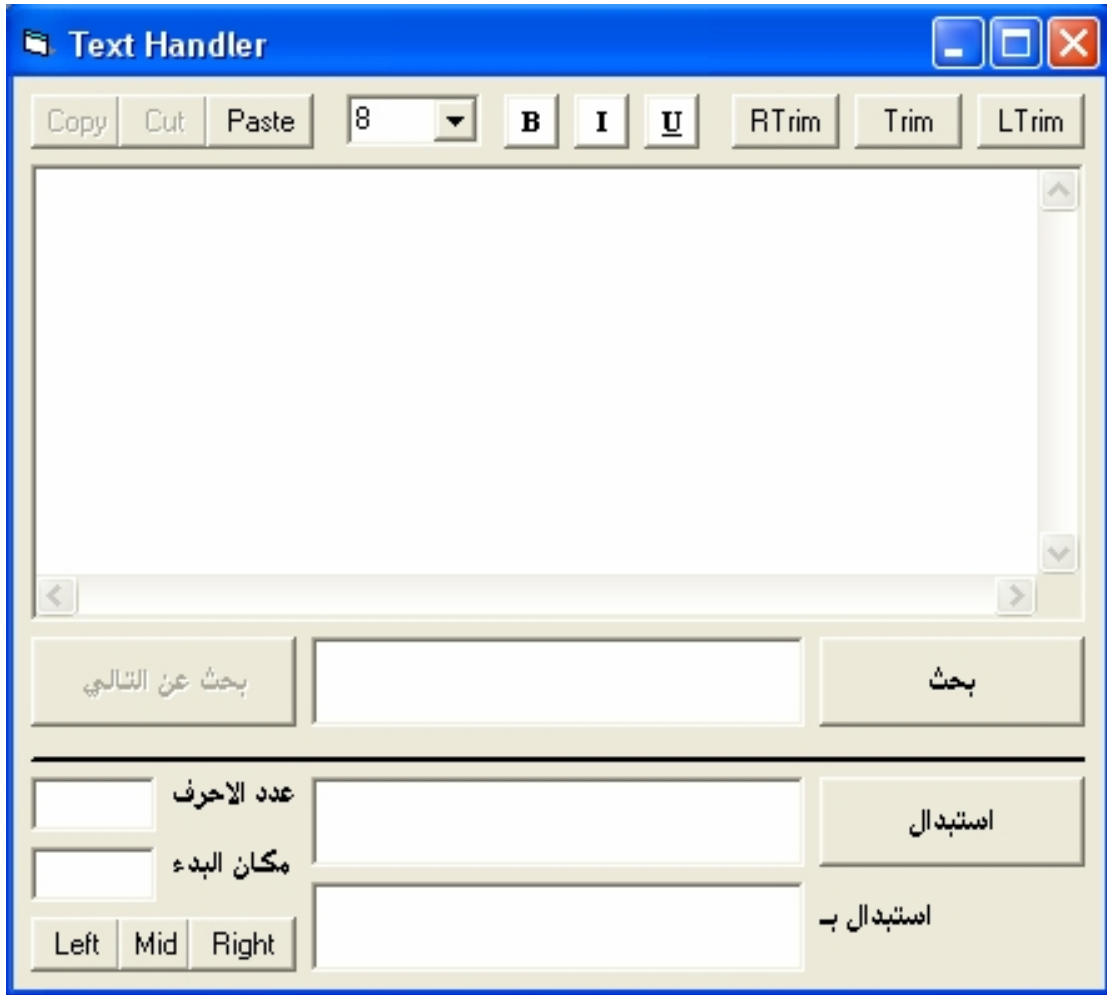 Text Handler
Copy Cut Paste 8 B I U RTrim Trim LTrim
بحث بحث عن التالي
استبدال عدد الاحرف
مكان البدء
استبدال بـ
Left Mid Right